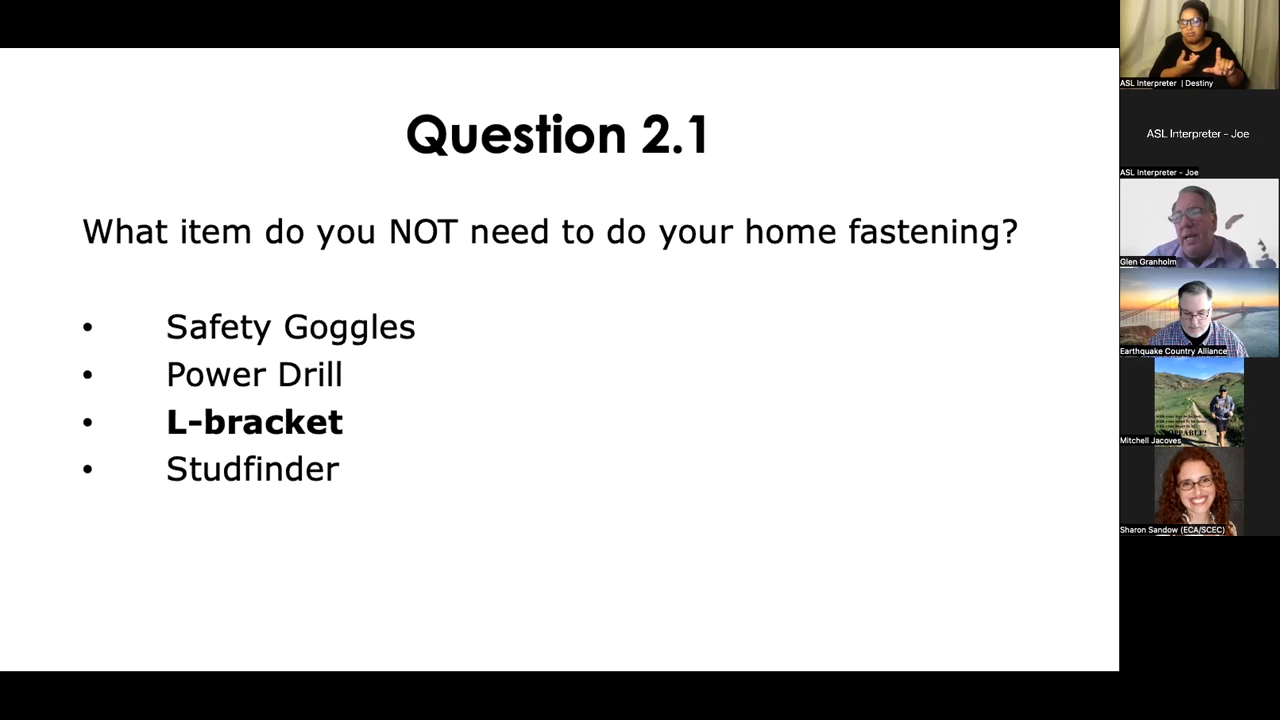 Question 2.1
What item do you NOT need to do your home fastening?
• Safety Goggles
• Power Drill
• L-bracket
• Studfinder
ASL Interpreter | Destiny
ASL Interpreter - Joe
ASL Interpreter - Joe
Glen Granholm
Earthquake Country Alliance
Mitchell Jacoves
Sharon Sandow (ECA/SCEC)